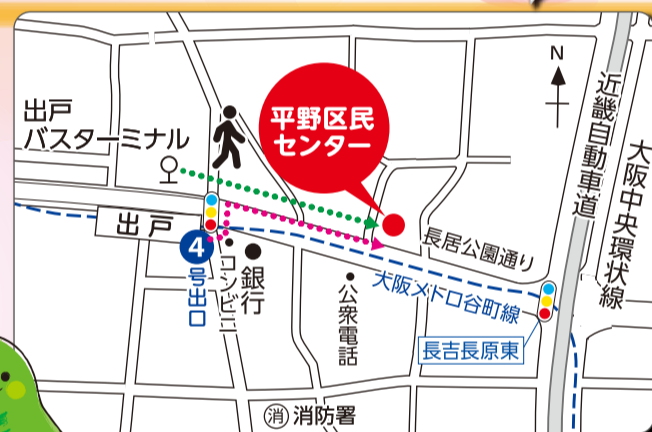 出戸
バスターミナル
平野区民
センター
N
近畿自動車道
大阪中央環状線
出戸
4
号出口
コンビニ
銀行
長居公園通り
大阪メトロ谷町線
公衆電話
長吉長原東
消 消防署